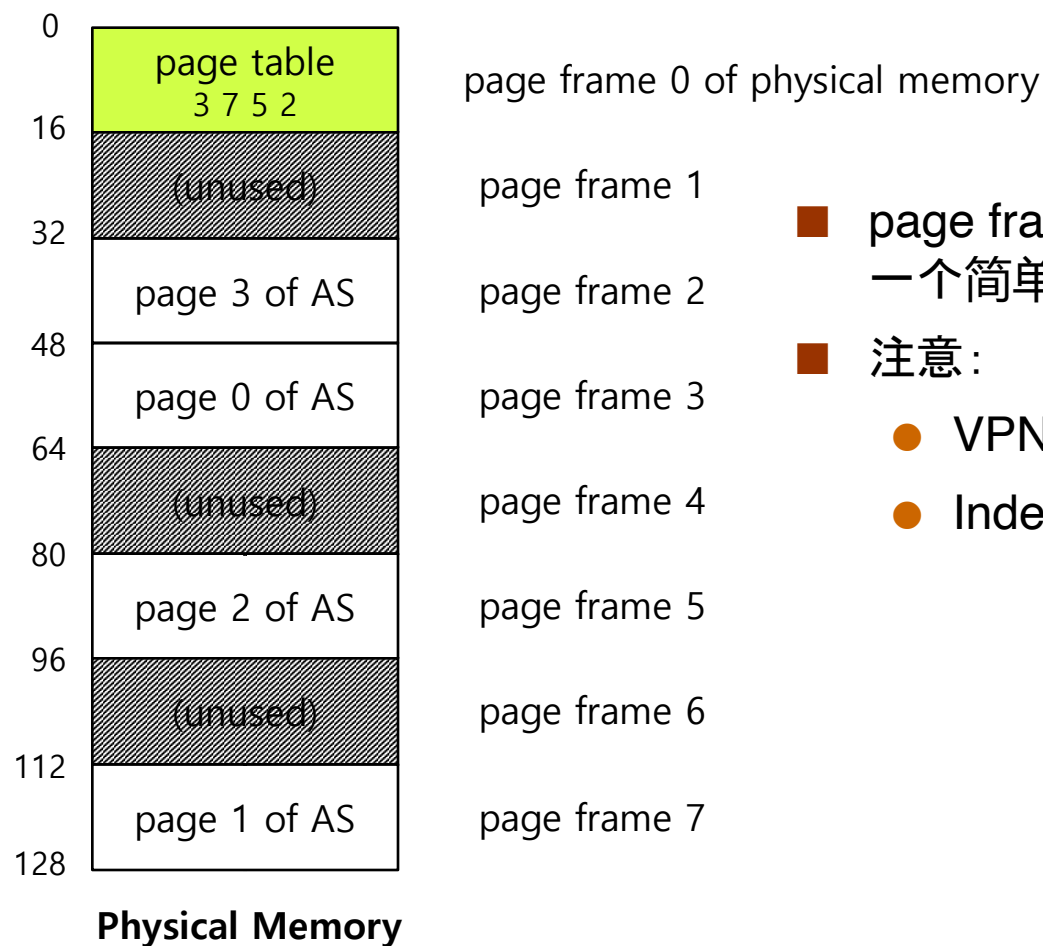 0
page table
3 7 5 2
page frame 0 of physical memory
16
(unused)
page frame 1
32
page 3 of AS
page frame 2
48
page 0 of AS
page frame 3
64
(unused)
page frame 4
80
page 2 of AS
page frame 5
96
(unused)
page frame 6
112
page 1 of AS
page frame 7
128
Physical Memory
page fra
一个简单
注意:
VPN
Inde